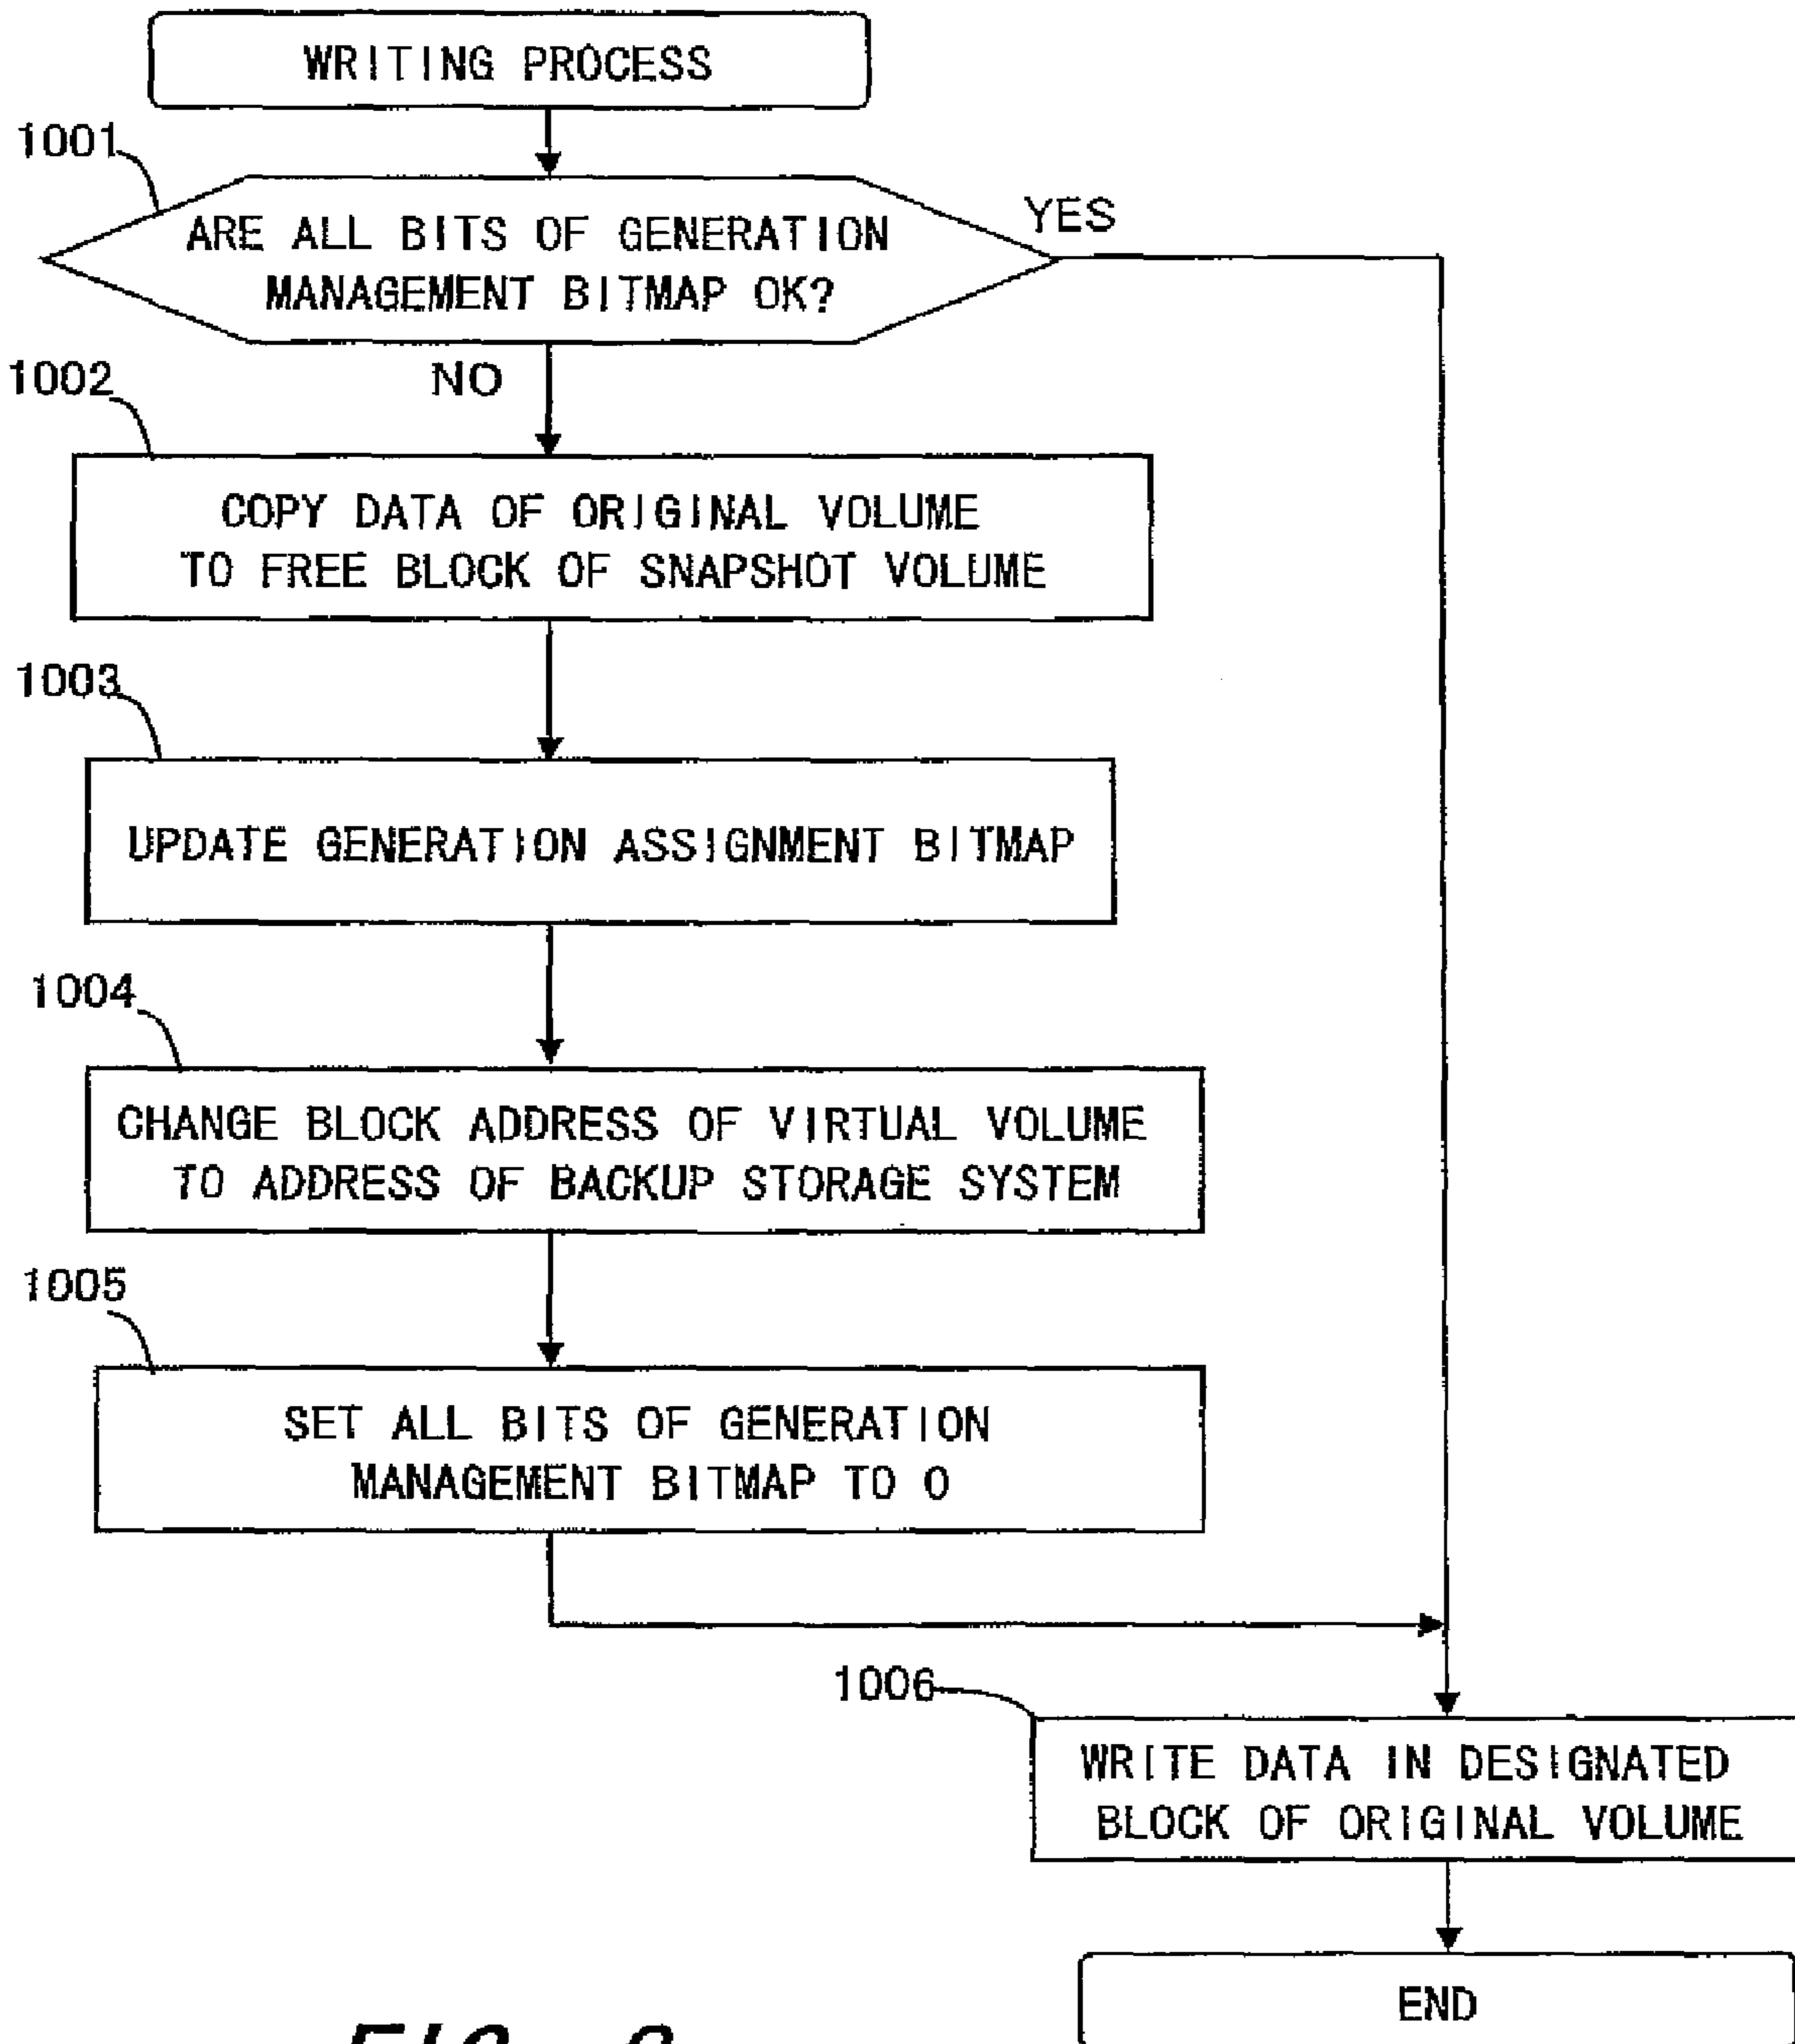 WRITING PROCESS
1001
ARE ALL BITS OF GENERATION
MANAGEMENT BITMAP OK?
YES
NO
1002
COPY DATA OF ORIGINAL VOLUME
TO FREE BLOCK OF SNAPSHOT VOLUME
1003
UPDATE GENERATION ASSIGNMENT BITMAP
1004
CHANGE BLOCK ADDRESS OF VIRTUAL VOLUME
TO ADDRESS OF BACKUP STORAGE SYSTEM
1005
SET ALL BITS OF GENERATION
MANAGEMENT BITMAP TO 0
1006
WRITE DATA IN DESIGNATED
BLOCK OF ORIGINAL VOLUME
END
FIG.